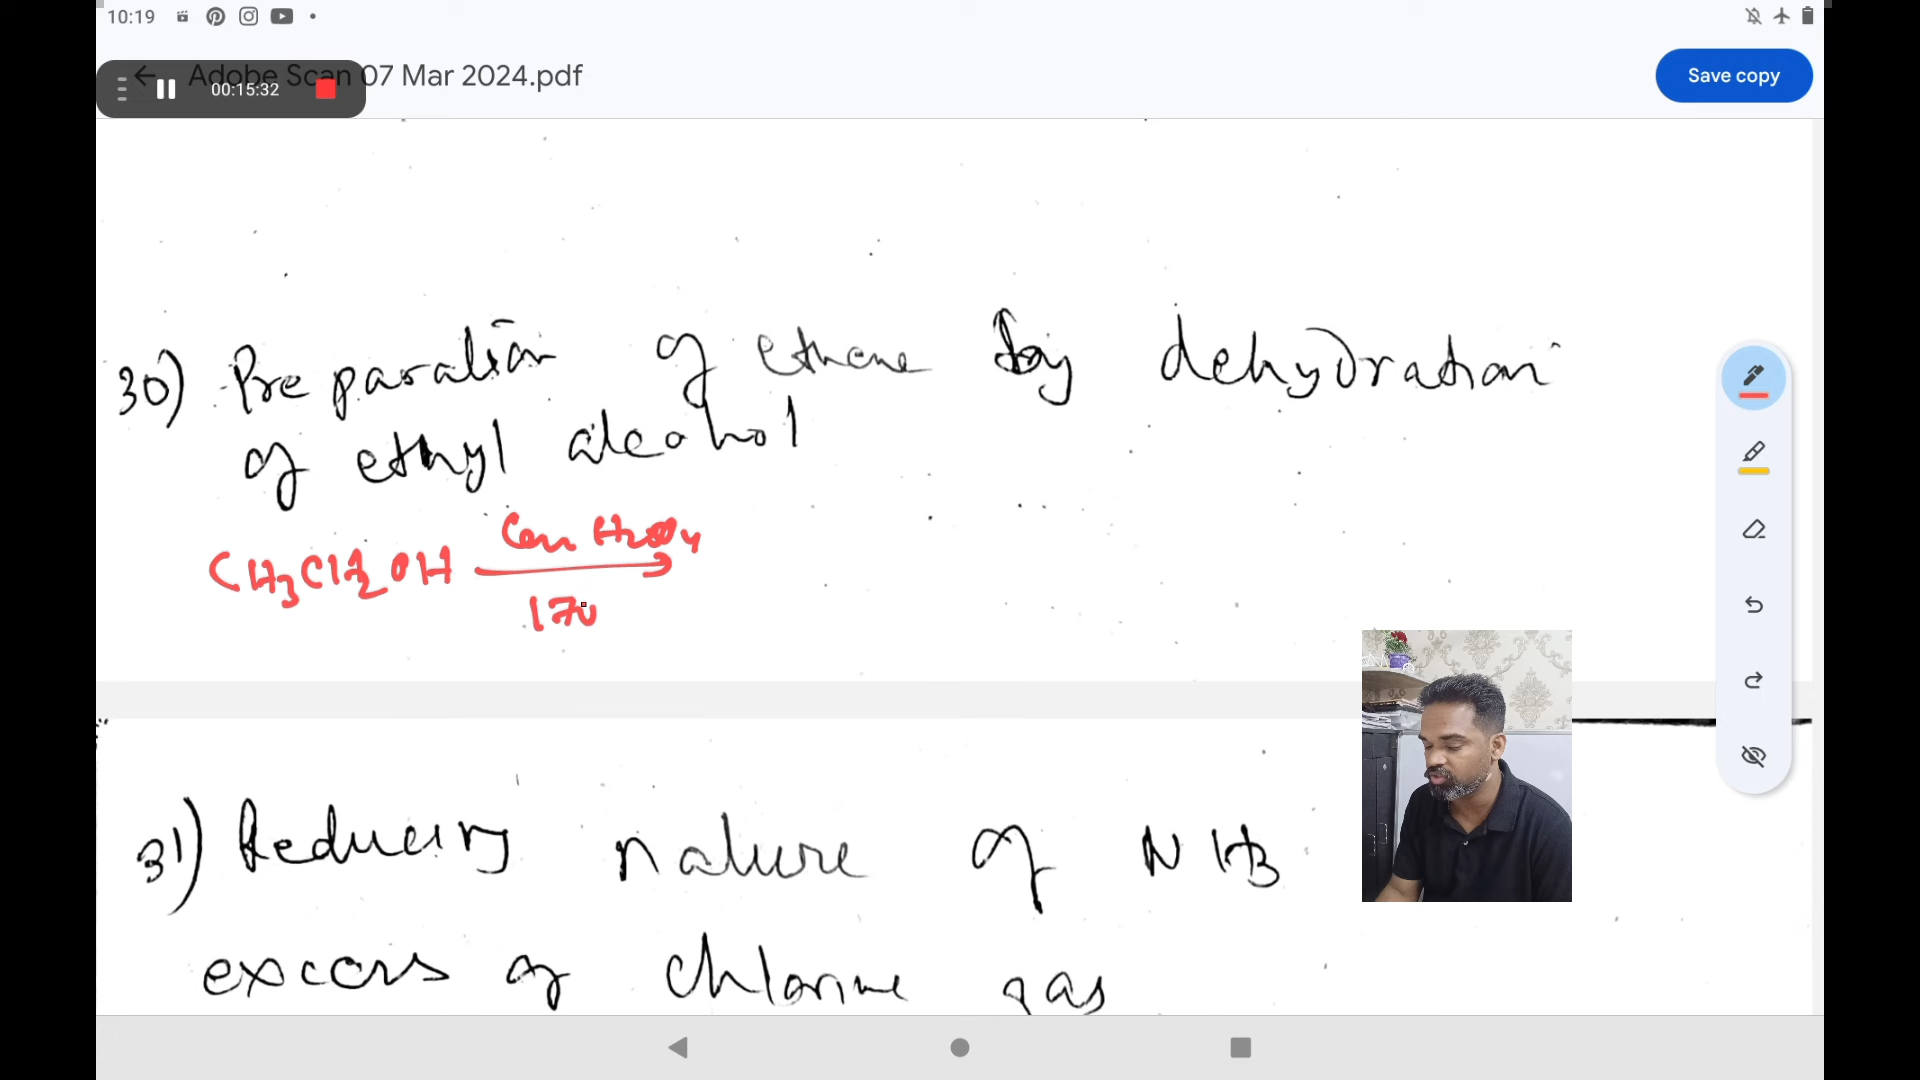 10:19
Adobe Scan 07 Mar 2024.pdf
00:15:32
Save copy
30) Preparation of ethene by dehydration
of ethyl alcohol
Con H2SO4
CH3CH2OH
170
31) Reducing nature of NH3
excess of chlorine gas